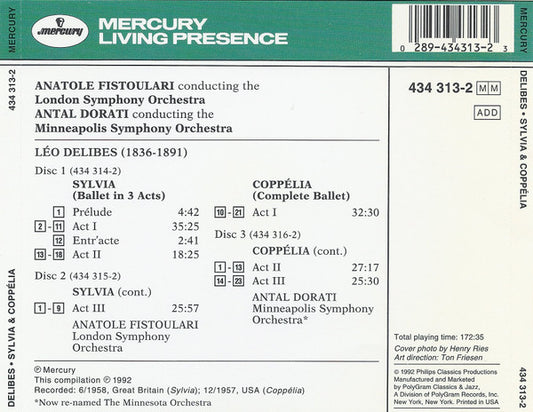 MERCURY
434 313-2
DELIBES • SYLVIA & COPPÉLIA
mercury
MERCURY
LIVING PRESENCE
0 289-434313-2 3
ANATOLE FISTOULARI conducting the
London Symphony Orchestra
ANTAL DORATI conducting the
Minneapolis Symphony Orchestra
434 313-2 MM
ADD
LÉO DELIBES (1836-1891)
Disc 1 (434 314-2)
SYLVIA
(Ballet in 3 Acts)
1 Prélude 4:42
2 - 11 Act I 35:25
12 Entr'acte 2:41
13 - 18 Act II 18:25
Disc 2 (434 315-2)
SYLVIA (cont.)
1 - 9 Act III 25:57
ANATOLE FISTOULARI
London Symphony
Orchestra
COPPÉLIA
(Complete Ballet)
10 - 21 Act I 32:30
Disc 3 (434 316-2)
COPPÉLIA (cont.)
1 - 13 Act II 27:17
14 - 23 Act III 25:30
ANTAL DORATI
Minneapolis Symphony
Orchestra*
℗ Mercury
This compilation ℗ 1992
Recorded: 6/1958, Great Britain (Sylvia); 12/1957, USA (Coppélia)
*Now re-named The Minnesota Orchestra
Total playing time: 172:35
Cover photo by Henry Ries
Art direction: Ton Friesen
© 1992 Philips Classics Productions
Manufactured and Marketed
by PolyGram Classics & Jazz,
A Division of PolyGram Records, Inc.
New York, New York. Printed in USA
MERCURY
DELIBES • SYLVIA & COPPÉLIA
434 313-2